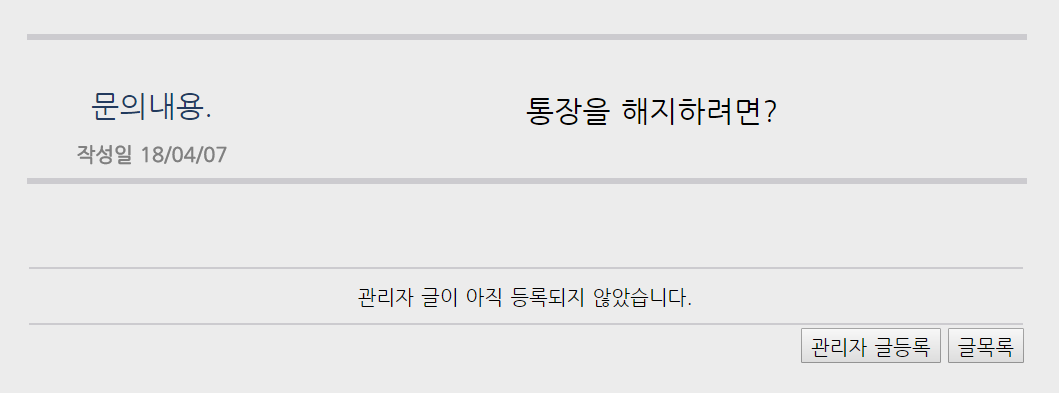 문의내용.
통장을 해지하려면?
작성일 18/04/07
관리자 글이 아직 등록되지 않았습니다.
관리자 글등록 글목록